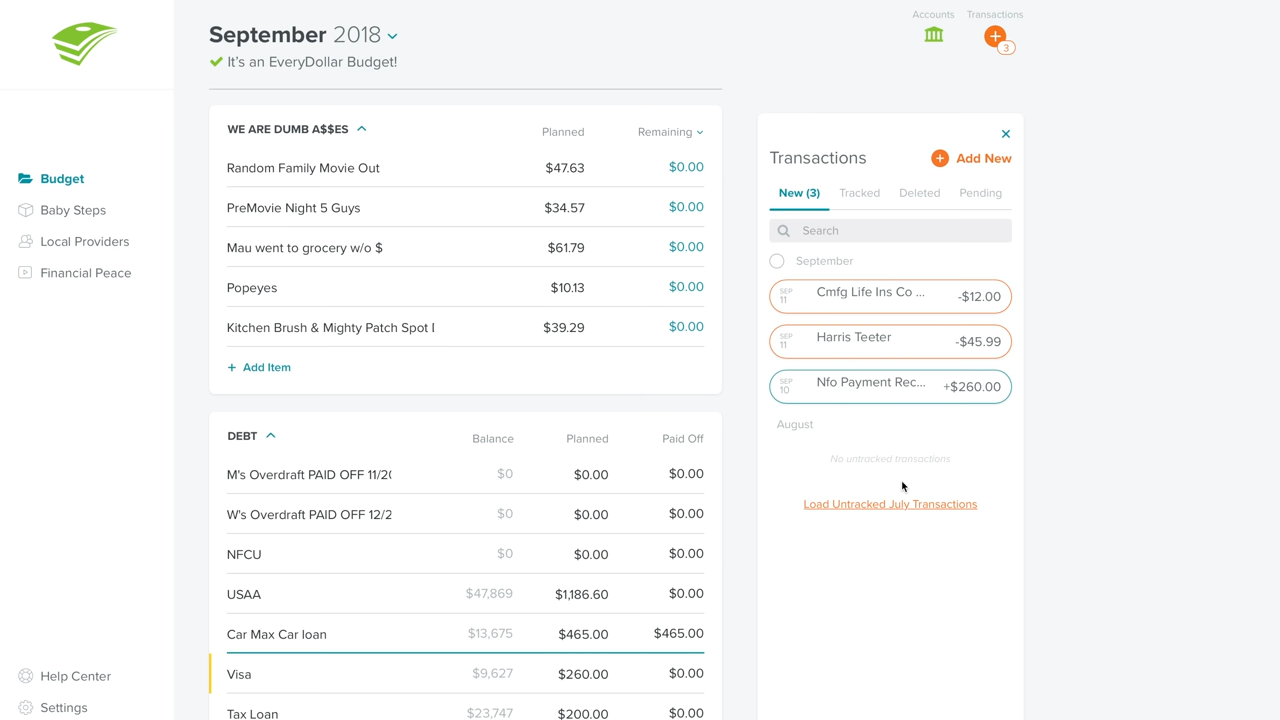 September 2018
It's an EveryDollar Budget!
Accounts
Transactions
3
Budget
Baby Steps
Local Providers
Financial Peace
Help Center
Settings
WE ARE DUMB A$$ES Planned Remaining
Random Family Movie Out $47.63 $0.00
PreMovie Night 5 Guys $34.57 $0.00
Mau went to grocery w/o $ $61.79 $0.00
Popeyes $10.13 $0.00
Kitchen Brush & Mighty Patch Spot $39.29 $0.00
+ Add Item
DEBT Balance Planned Paid Off
M's Overdraft PAID OFF 11/20 $0 $0.00 $0.00
W's Overdraft PAID OFF 12/2 $0 $0.00 $0.00
NFCU $0 $0.00 $0.00
USAA $47,869 $1,186.60 $0.00
Car Max Car loan $13,675 $465.00 $465.00
Visa $9,627 $260.00 $0.00
Tax Loan $23,747 $200.00 $0.00
Transactions + Add New
New (3) Tracked Deleted Pending
Search
September
SEP 11 Cmfg Life Ins Co ... -$12.00
SEP 11 Harris Teeter -$45.99
SEP 10 Nfo Payment Rec... +$260.00
August
No untracked transactions
Load Untracked July Transactions